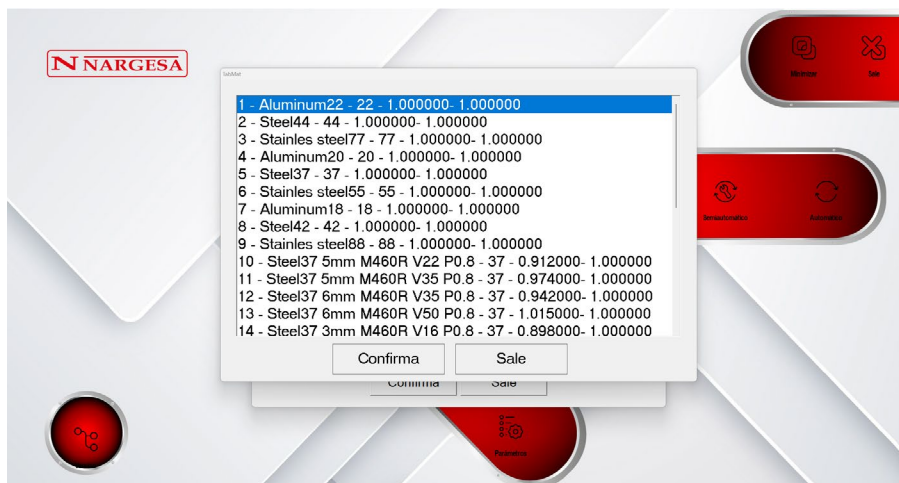 NARGESA
Minimizar
Sale
1 - Aluminum22 - 22 - 1.000000- 1.000000
2 - Steel44 - 44 - 1.000000- 1.000000
3 - Stainles steel77 - 77 - 1.000000- 1.000000
4 - Aluminum20 - 20 - 1.000000- 1.000000
5 - Steel37 - 37 - 1.000000- 1.000000
6 - Stainles steel55 - 55 - 1.000000- 1.000000
7 - Aluminum18 - 18 - 1.000000- 1.000000
8 - Steel42 - 42 - 1.000000- 1.000000
9 - Stainles steel88 - 88 - 1.000000- 1.000000
10 - Steel37 5mm M460R V22 P0.8 - 37 - 0.912000- 1.000000
11 - Steel37 5mm M460R V35 P0.8 - 37 - 0.974000- 1.000000
12 - Steel37 6mm M460R V35 P0.8 - 37 - 0.942000- 1.000000
13 - Steel37 6mm M460R V50 P0.8 - 37 - 1.015000- 1.000000
14 - Steel37 3mm M460R V16 P0.8 - 37 - 0.898000- 1.000000
Semiautomatico
Automatico
Confirma
Sale
Confirma
Sale
Parametros